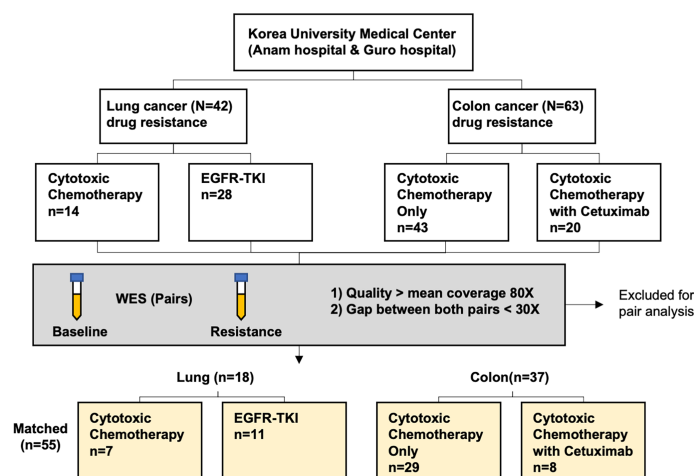 Korea University Medical Center
(Anam hospital & Guro hospital)
Lung cancer (N=42)
drug resistance
Colon cancer (N=63)
drug resistance
Cytotoxic
Chemotherapy
n=14
EGFR-TKI
n=28
Cytotoxic
Chemotherapy
Only
n=43
Cytotoxic
Chemotherapy
with Cetuximab
n=20
WES (Pairs)
Baseline
Resistance
1) Quality > mean coverage 80X
2) Gap between both pairs < 30X
Excluded for
pair analysis
Lung (n=18)
Colon(n=37)
Matched
(n=55)
Cytotoxic
Chemotherapy
n=7
EGFR-TKI
n=11
Cytotoxic
Chemotherapy
Only
n=29
Cytotoxic
Chemotherapy
with Cetuximab
n=8